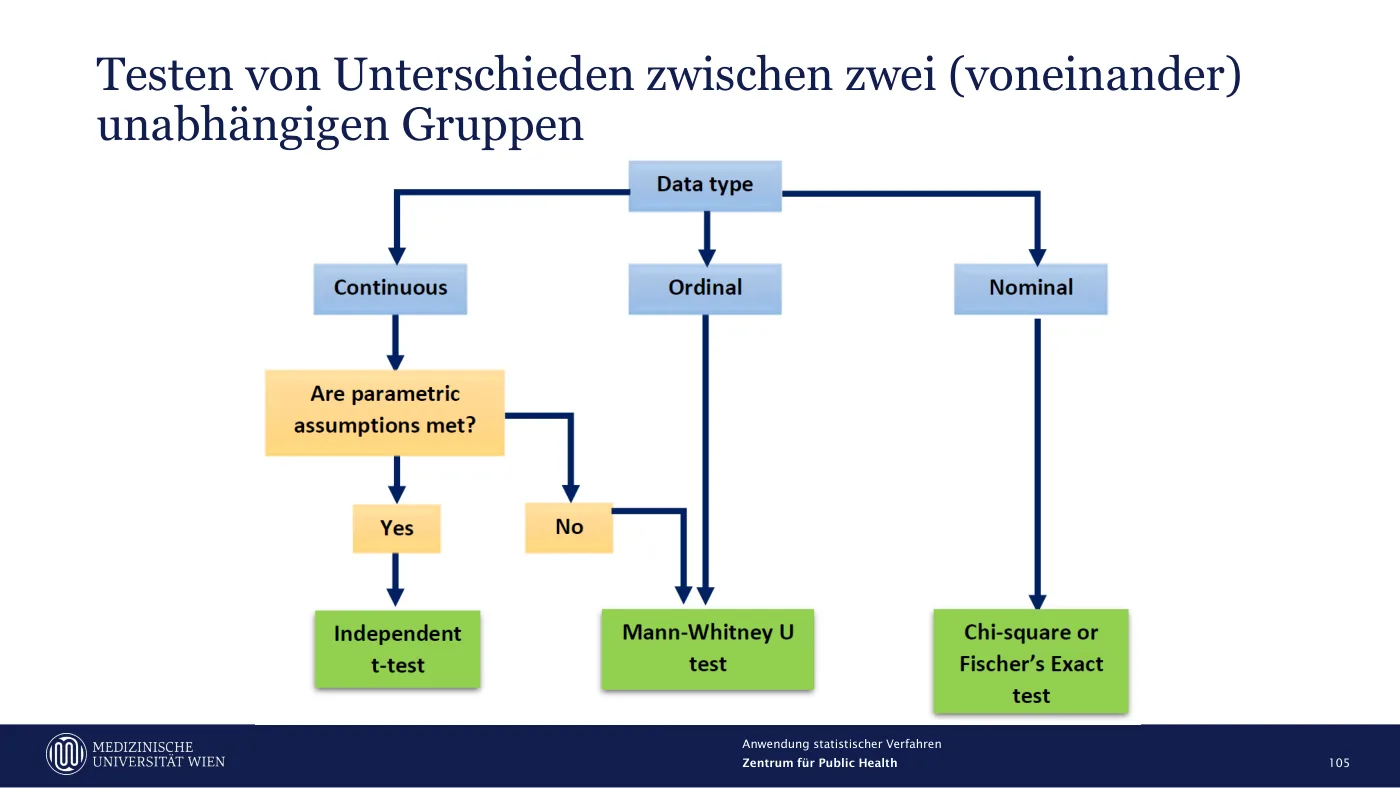 Testen von Unterschieden zwischen zwei (voneinander)
unabhängigen Gruppen
Data type
Continuous
Ordinal
Nominal
Are parametric
assumptions met?
Yes
No
Independent
t-test
Mann-Whitney U
test
Chi-square or
Fischer’s Exact
test
MEDIZINISCHE
UNIVERSITÄT WIEN
Anwendung statistischer Verfahren
Zentrum für Public Health
105